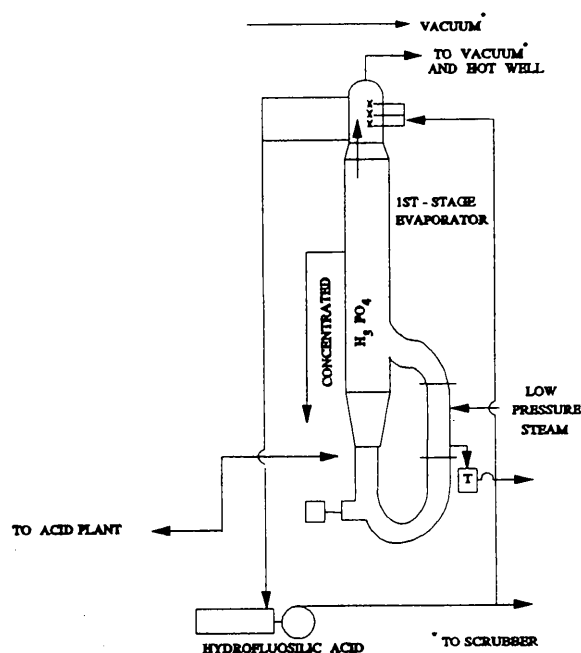 VACUUM*
TO VACUUM*
AND HOT WELL
1ST - STAGE
EVAPORATOR
CONCENTRATED
H3 PO4
LOW
PRESSURE
STEAM
T
TO ACID PLANT
HYDROFLUOSILIC ACID
* TO SCRUBBER